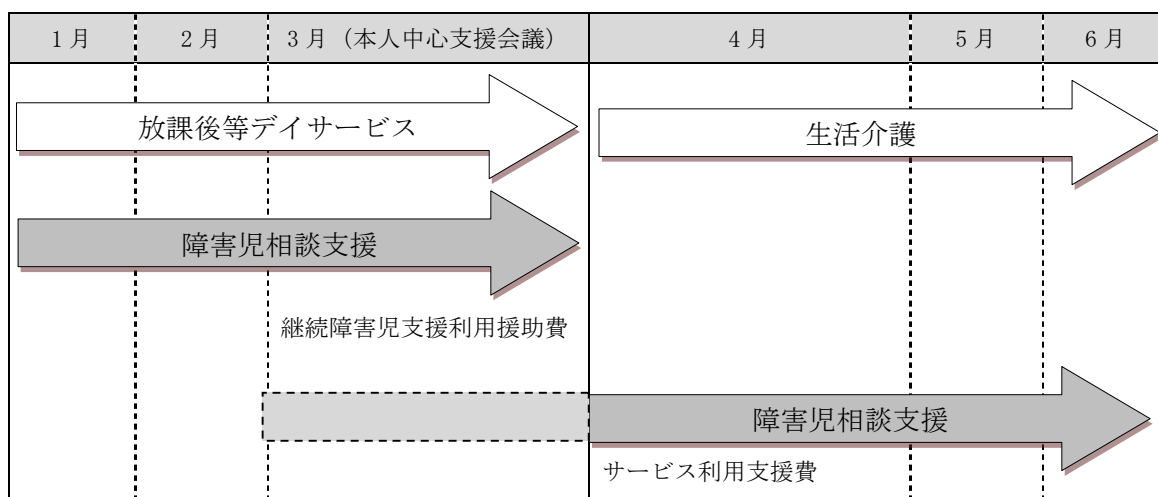 1月
2月
3月（本人中心支援会議）
4月
5月
6月
放課後等デイサービス
生活介護
障害児相談支援
継続障害児支援利用援助費
障害児相談支援
サービス利用支援費